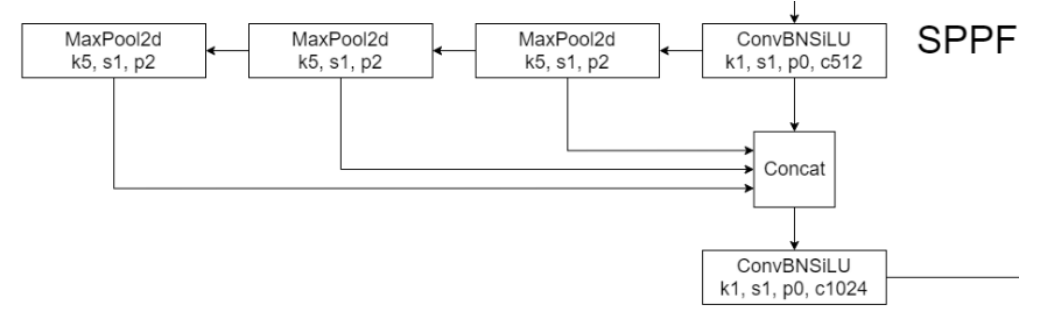 MaxPool2d
k5, s1, p2
MaxPool2d
k5, s1, p2
MaxPool2d
k5, s1, p2
ConvBNSiLU
k1, s1, p0, c512
SPPF
Concat
ConvBNSiLU
k1, s1, p0, c1024